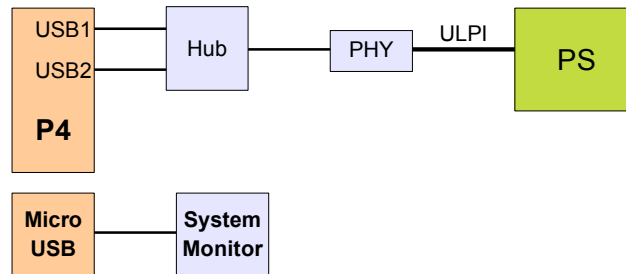 USB1
USB2
P4
Hub
PHY
ULPI
PS
Micro
USB
System
Monitor